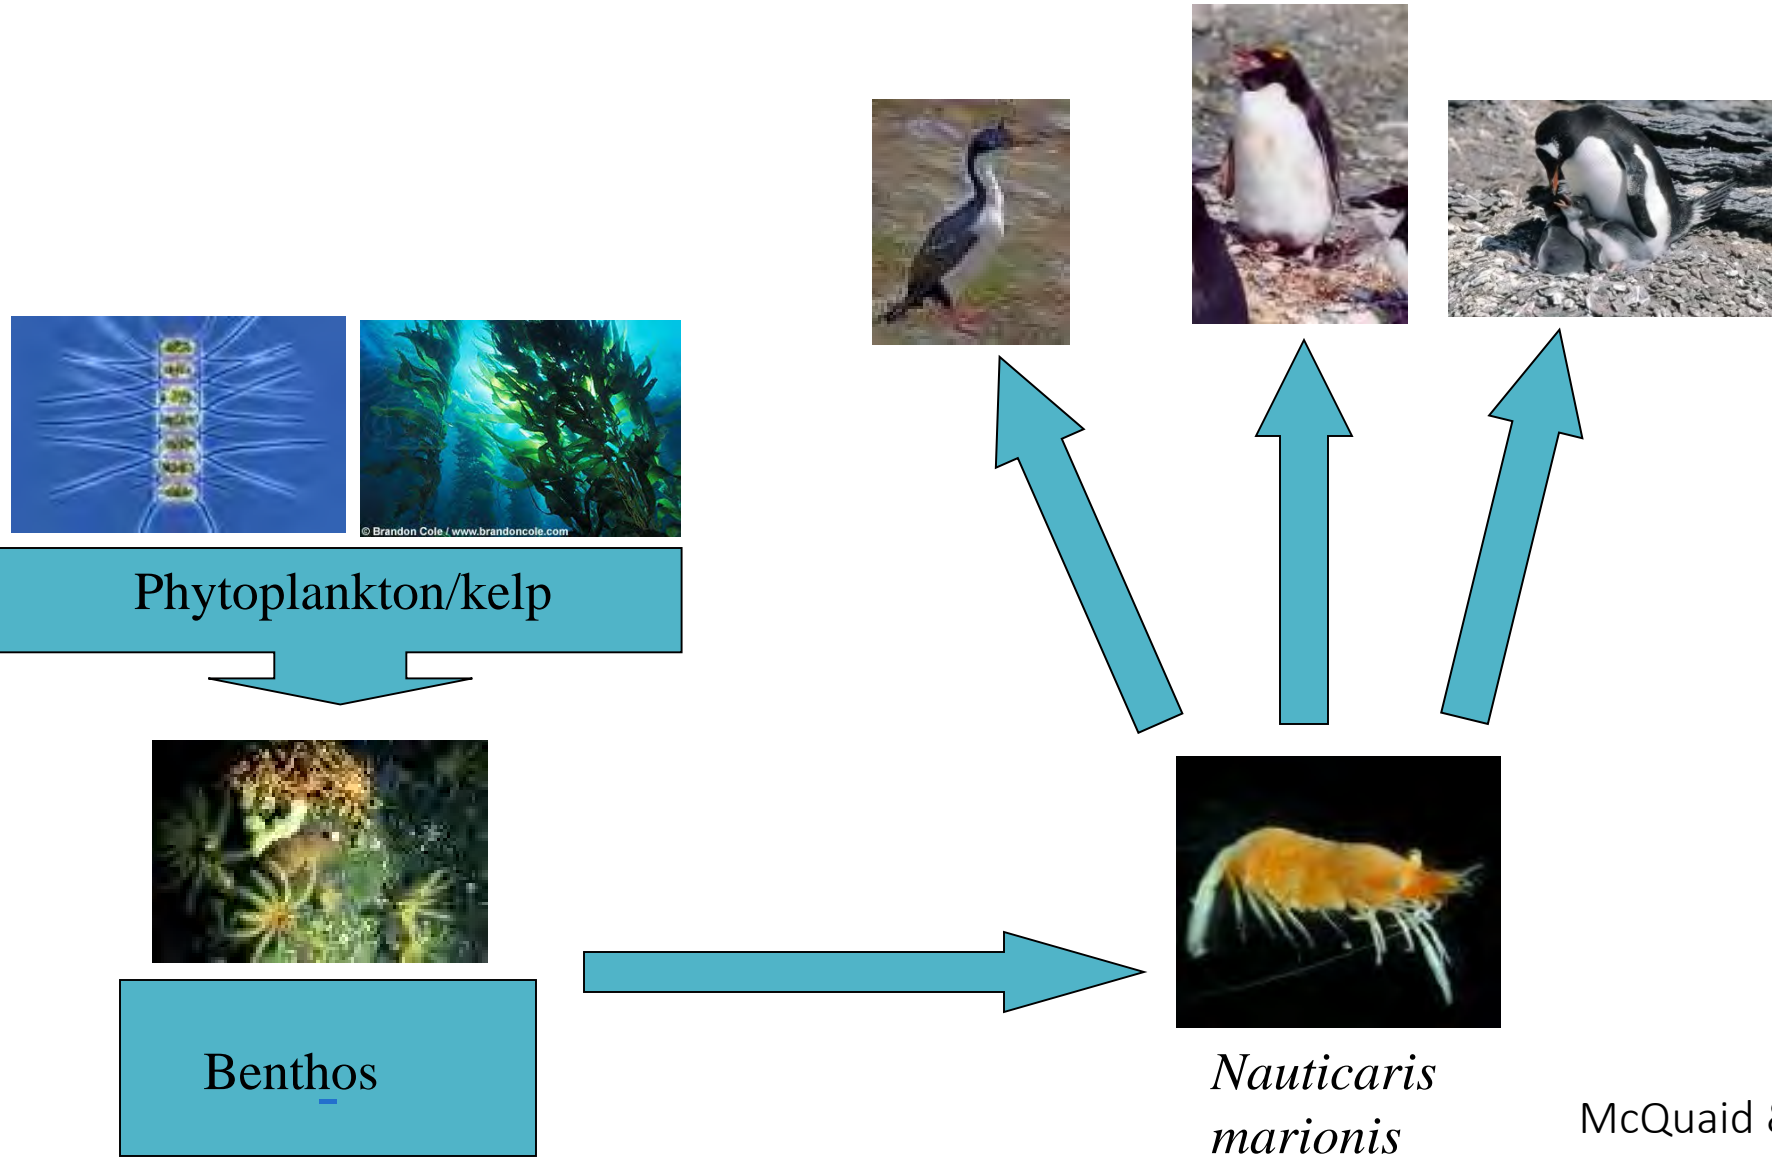 © Brandon Cole / www.brandoncole.com
Phytoplankton/kelp
Benthos
Nauticaris
marionis
McQuaid &